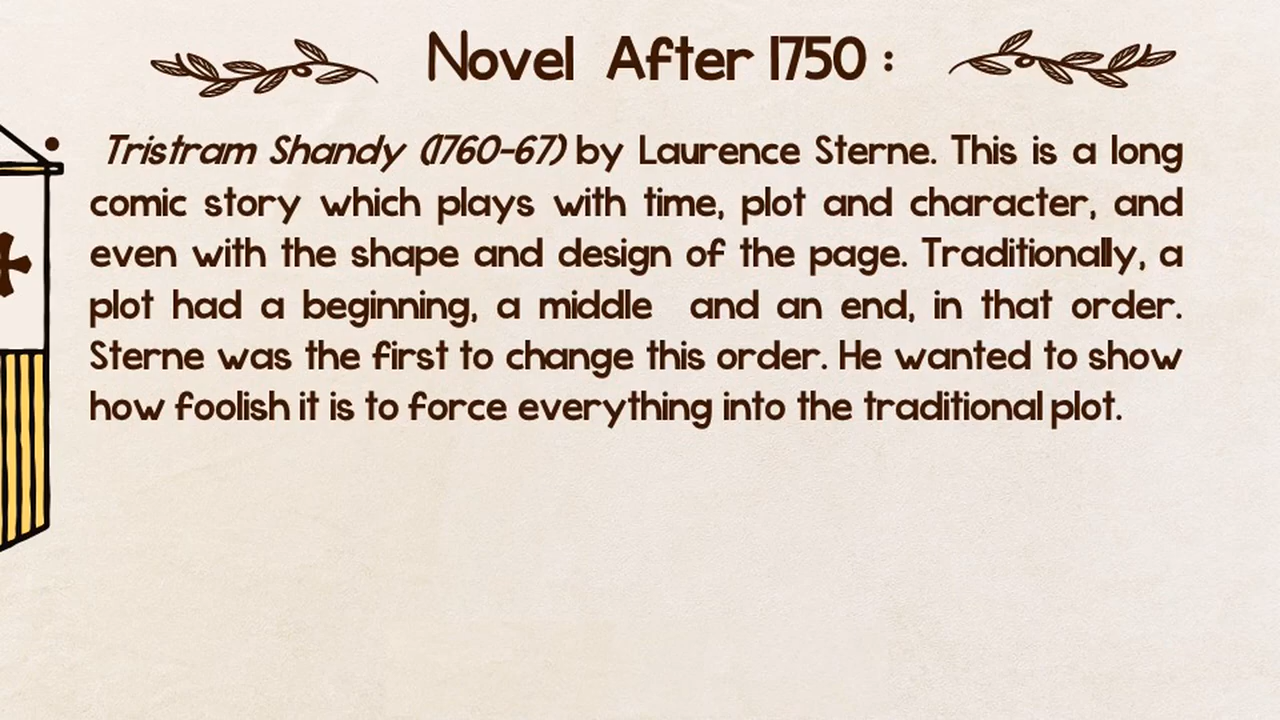 Novel After 1750 :
• Tristram Shandy (1760-67) by Laurence Sterne. This is a long
comic story which plays with time, plot and character, and
even with the shape and design of the page. Traditionally, a
plot had a beginning, a middle and an end, in that order.
Sterne was the first to change this order. He wanted to show
how foolish it is to force everything into the traditional plot.